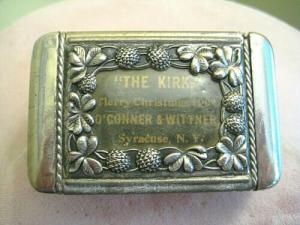 "THE KIRK"
Merry Christmas
O'CONNER & WITTNER
Syracuse, N. Y.